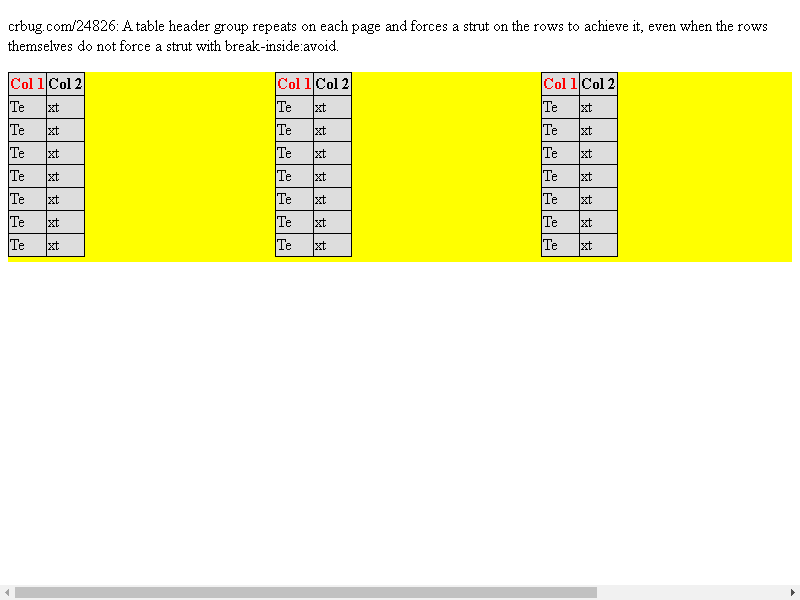 crbug.com/24826: A table header group repeats on each page and forces a strut on the rows to achieve it, even when the rows
themselves do not force a strut with break-inside:avoid.
Col 1 Col 2
Te xt
Te xt
Te xt
Te xt
Te xt
Te xt
Te xt
Col 1 Col 2
Te xt
Te xt
Te xt
Te xt
Te xt
Te xt
Te xt
Col 1 Col 2
Te xt
Te xt
Te xt
Te xt
Te xt
Te xt
Te xt